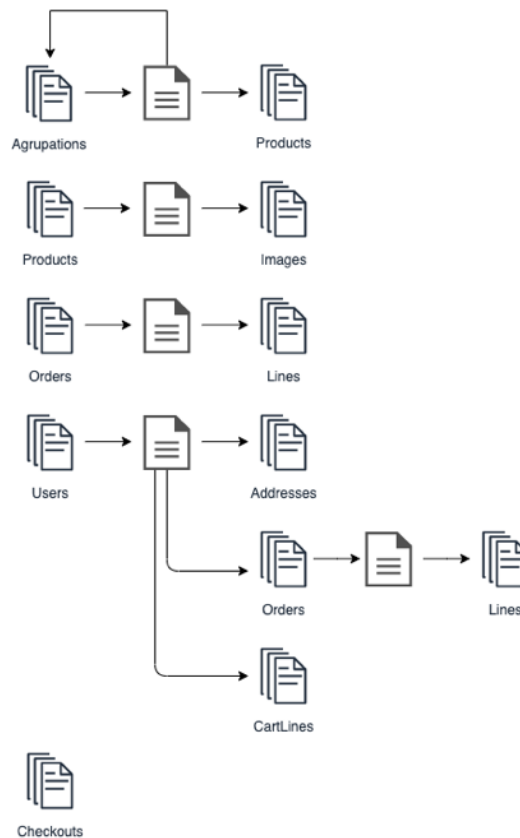 Agrupations
Products
Products
Images
Orders
Lines
Users
Addresses
Orders
Lines
CartLines
Checkouts